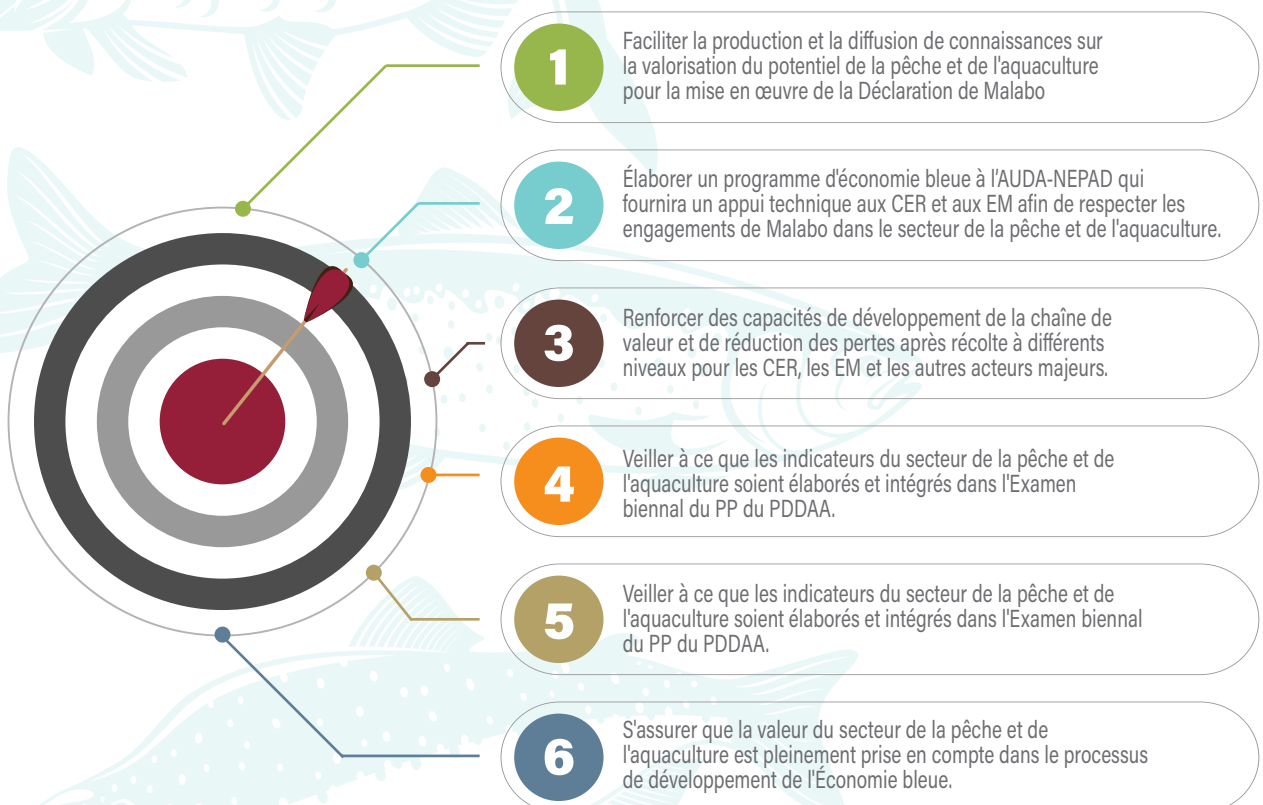 1
Faciliter la production et la diffusion de connaissances sur
la valorisation du potentiel de la pêche et de l'aquaculture
pour la mise en œuvre de la Déclaration de Malabo
2
Élaborer un programme d'économie bleue à l'AUDA-NEPAD qui
fournira un appui technique aux CER et aux EM afin de respecter les
engagements de Malabo dans le secteur de la pêche et de l'aquaculture.
3
Renforcer des capacités de développement de la chaîne de
valeur et de réduction des pertes après récolte à différents
niveaux pour les CER, les EM et les autres acteurs majeurs.
4
Veiller à ce que les indicateurs du secteur de la pêche et de
l'aquaculture soient élaborés et intégrés dans l'Examen
biennal du PP du PDDAA.
5
Veiller à ce que les indicateurs du secteur de la pêche et de
l'aquaculture soient élaborés et intégrés dans l'Examen biennal
du PP du PDDAA.
6
S'assurer que la valeur du secteur de la pêche et de
l'aquaculture est pleinement prise en compte dans le processus
de développement de l'Économie bleue.